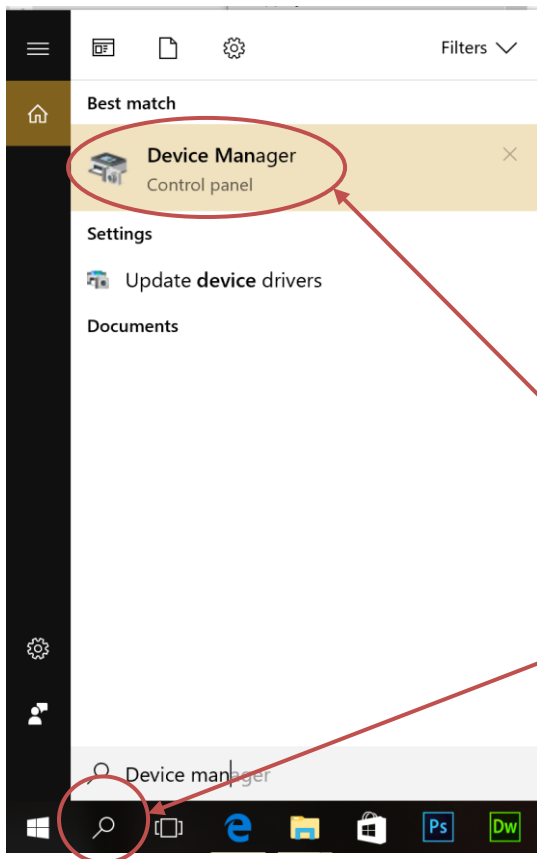 Filters
Best match
Device Manager
Control panel
Settings
Update device drivers
Documents
Device manager
Ps
Dw